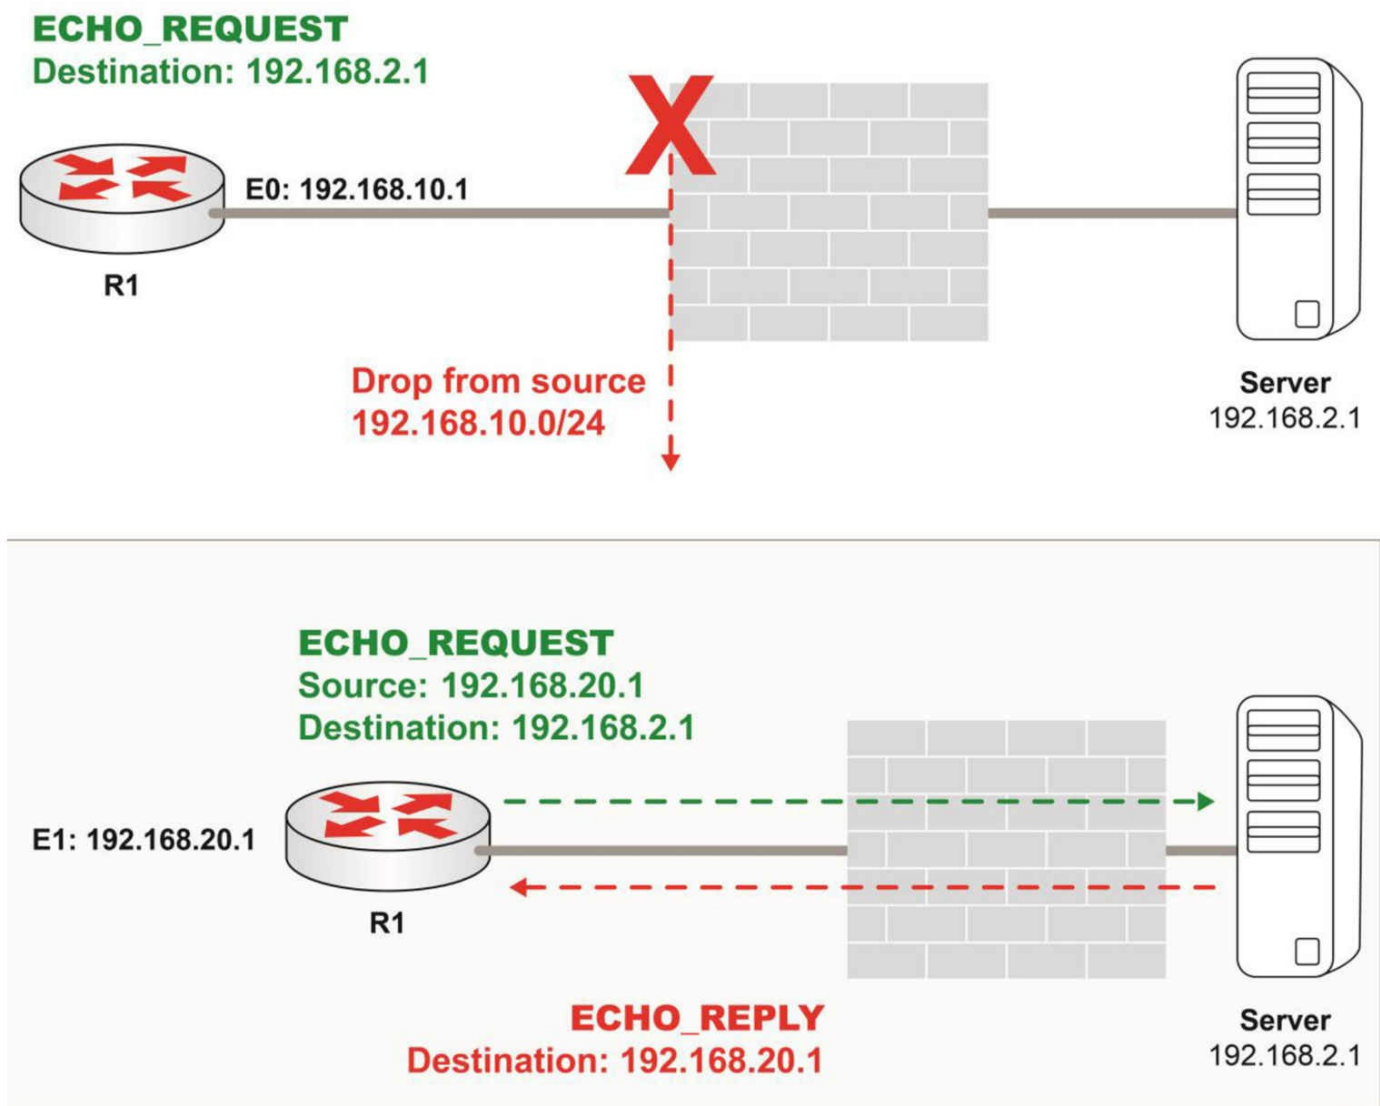 ECHO_REQUEST
Destination: 192.168.2.1
E0: 192.168.10.1
R1
Drop from source
192.168.10.0/24
Server
192.168.2.1
ECHO_REQUEST
Source: 192.168.20.1
Destination: 192.168.2.1
E1: 192.168.20.1
R1
ECHO_REPLY
Destination: 192.168.20.1
Server
192.168.2.1